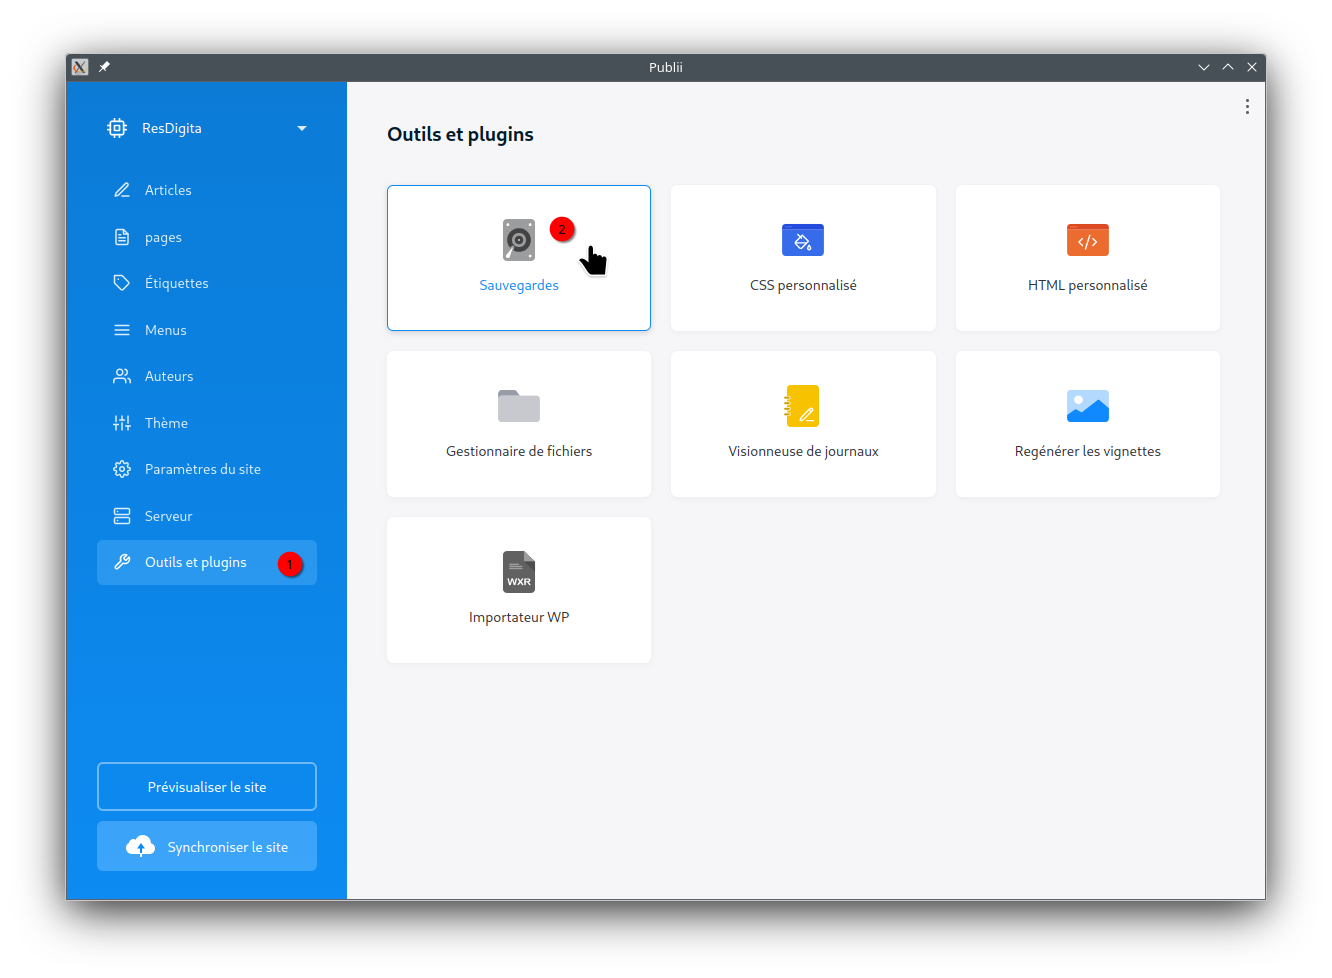 Publii
ResDigita
Articles
pages
Étiquettes
Menus
Auteurs
Thème
Paramètres du site
Serveur
Outils et plugins
1
Prévisualiser le site
Synchroniser le site
Outils et plugins
2
Sauvegardes
CSS personnalisé
HTML personnalisé
Gestionnaire de fichiers
Visionneuse de journaux
Regénérer les vignettes
WXR
Importateur WP